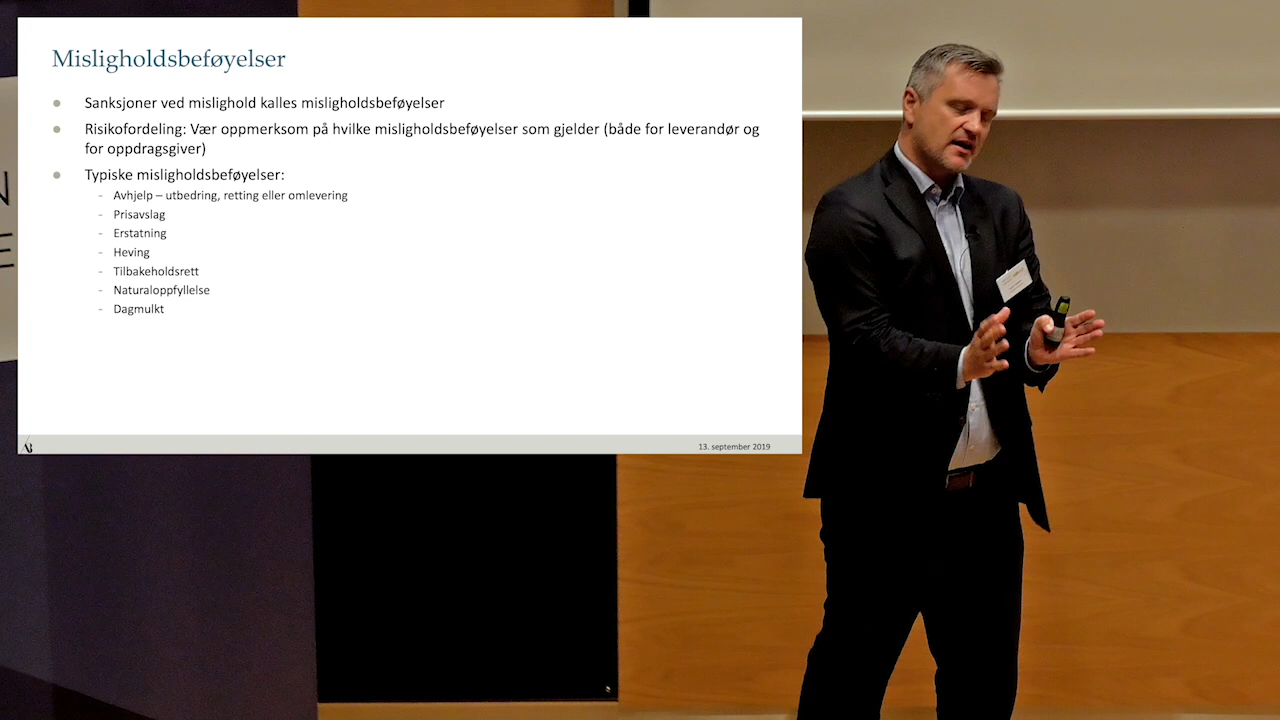 Misligholdsbeføyelser
● Sanksjoner ved mislighold kalles misligholdsbeføyelser
● Risikofordeling: Vær oppmerksom på hvilke misligholdsbeføyelser som gjelder (både for leverandør og
for oppdragsgiver)
● Typiske misligholdsbeføyelser:
- Avhjelp – utbedring, retting eller omlevering
- Prisavslag
- Erstatning
- Heving
- Tilbakeholdsrett
- Naturaloppfyllelse
- Dagmulkt
AB
13. september 2019
N
E